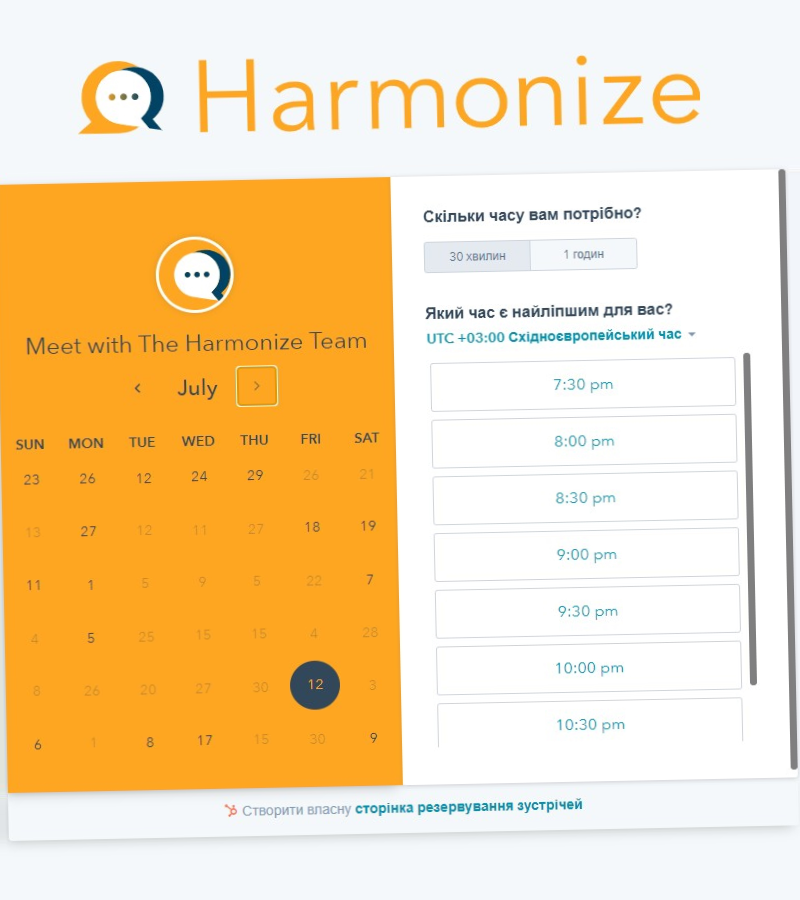 Harmonize
Meet with The Harmonize Team
July
SUN MON TUE WED THU FRI SAT
23 26 12 24 29 26 21
13 27 12 11 27 18 19
11 1 5 9 5 22 7
4 5 25 15 15 4 28
8 26 20 27 30 12 3
6 1 8 17 15 30 9
Скільки часу вам потрібно?
30 хвилин 1 годин
Який час є найліпшим для вас?
UTC +03:00 Східноєвропейський час
7:30 pm
8:00 pm
8:30 pm
9:00 pm
9:30 pm
10:00 pm
10:30 pm
Створити власну сторінка резервування зустрічей